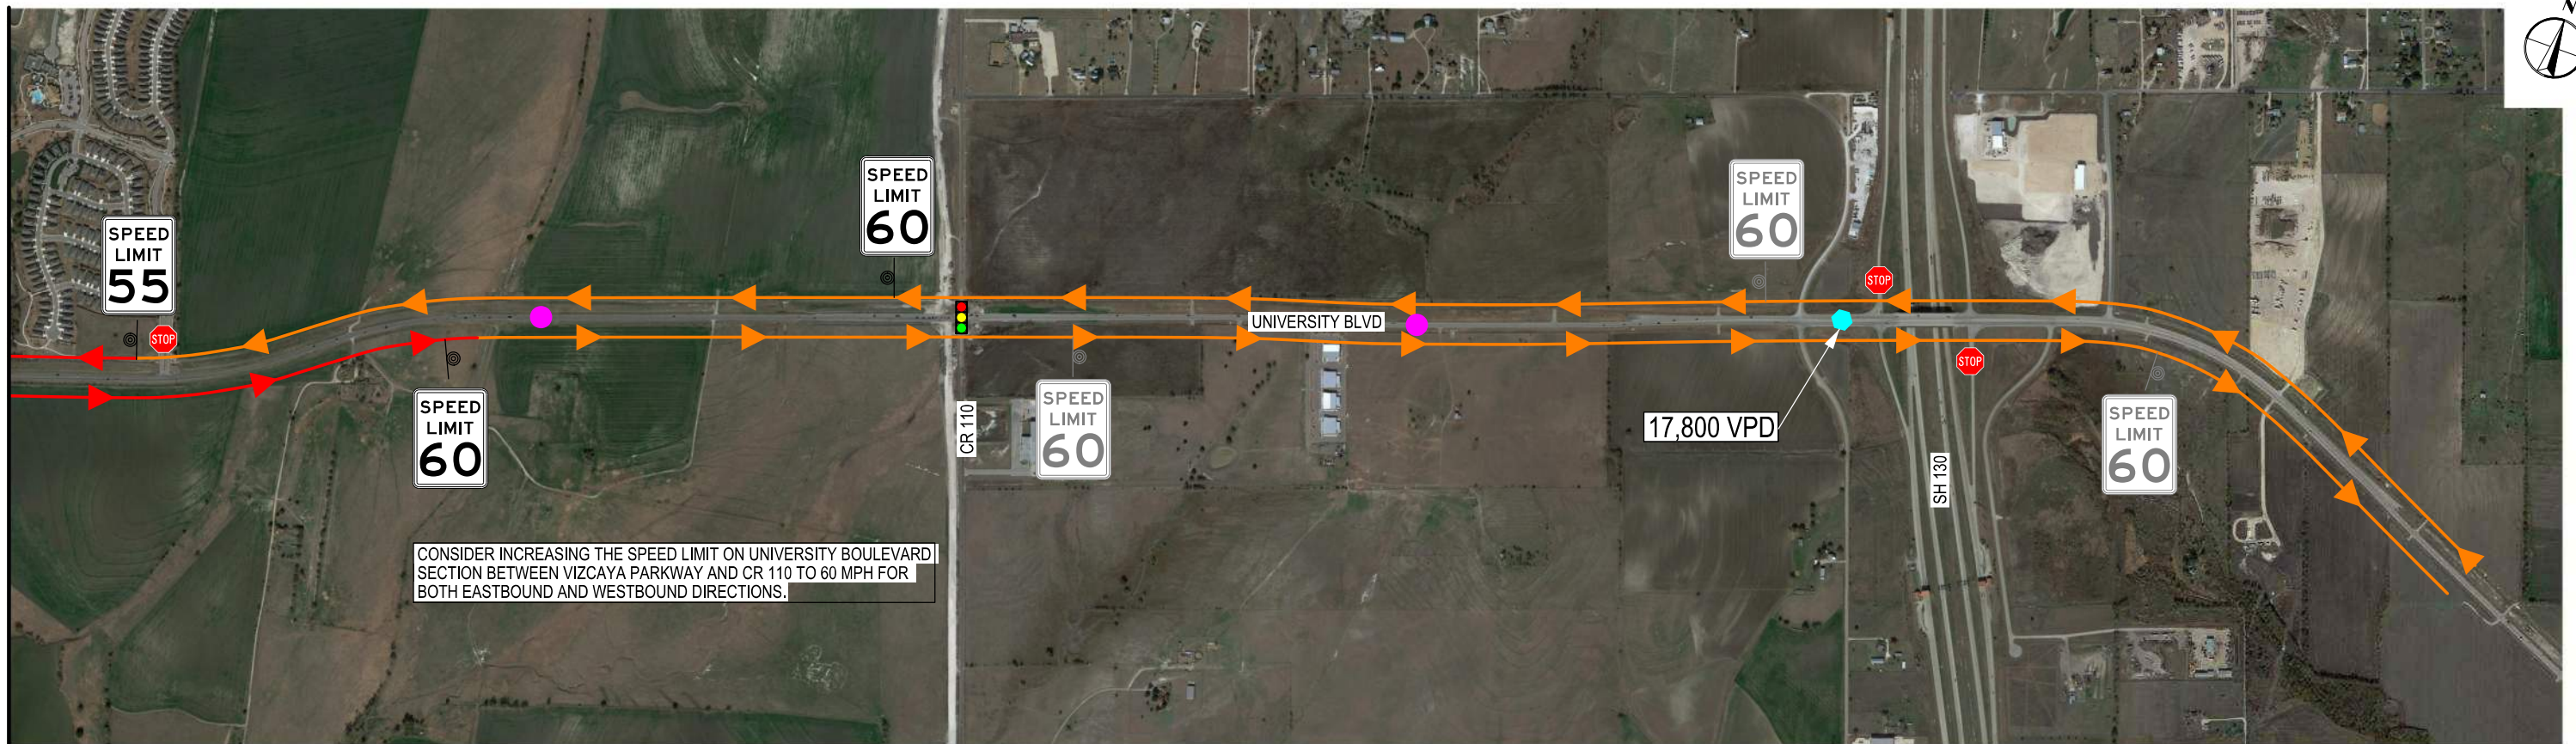 N
SPEED
LIMIT
55
STOP
SPEED
LIMIT
60
SPEED
LIMIT
60
CONSIDER INCREASING THE SPEED LIMIT ON UNIVERSITY BOULEVARD
SECTION BETWEEN VIZCAYA PARKWAY AND CR 110 TO 60 MPH FOR
BOTH EASTBOUND AND WESTBOUND DIRECTIONS.
CR 110
SPEED
LIMIT
60
UNIVERSITY BLVD
SPEED
LIMIT
60
17,800 VPD
STOP
SH 130
STOP
SPEED
LIMIT
60